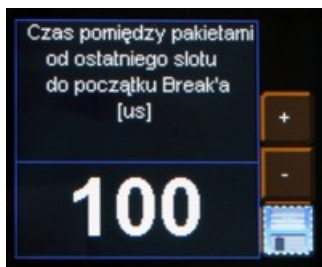 Czas pomiędzy pakietami
od ostatniego slotu
do początku Break'a
[us]
+
-
100